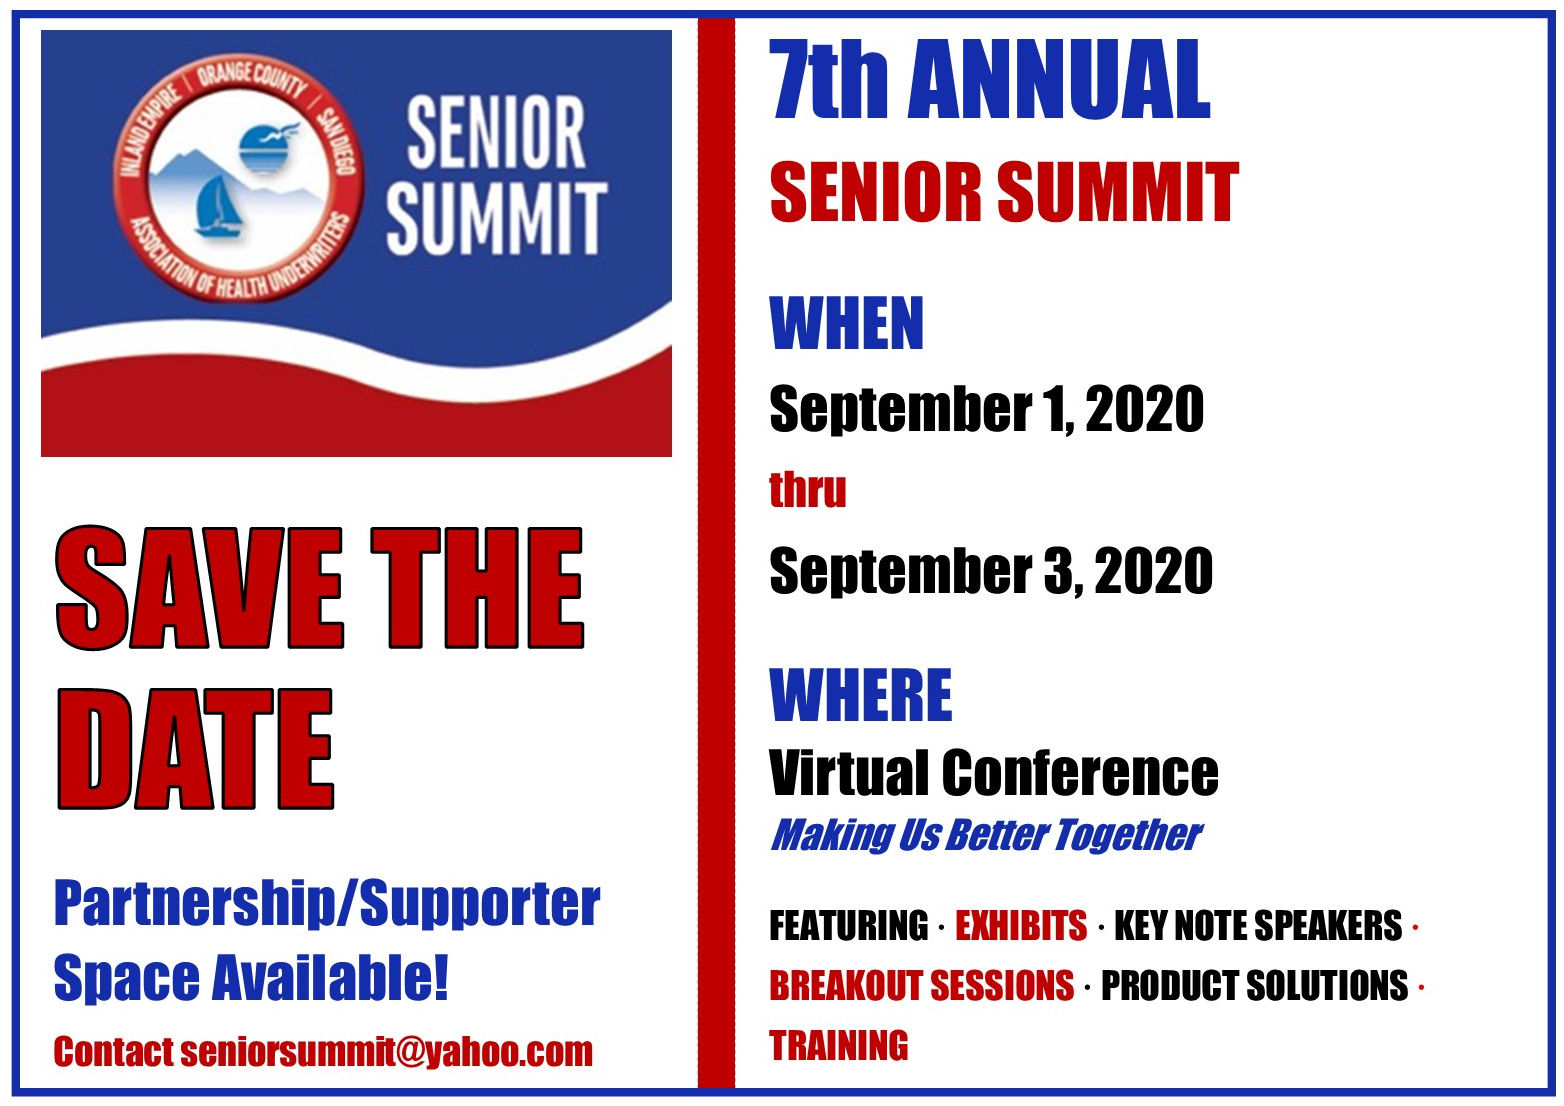 INLAND EMPIRE | ORANGE COUNTY | SAN DIEGO
ASSOCIATION OF HEALTH UNDERWRITERS
SENIOR
SUMMIT
SAVE THE
DATE
Partnership/Supporter
Space Available!
Contact seniorsummit@yahoo.com
7th ANNUAL
SENIOR SUMMIT
WHEN
September 1, 2020
thru
September 3, 2020
WHERE
Virtual Conference
Making Us Better Together
FEATURING · EXHIBITS · KEY NOTE SPEAKERS ·
BREAKOUT SESSIONS · PRODUCT SOLUTIONS ·
TRAINING